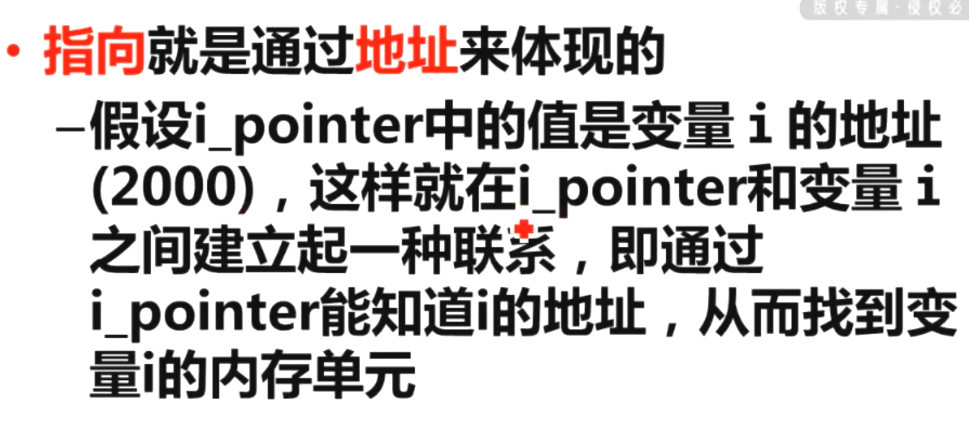 版权专属·侵权必
• 指向就是通过地址来体现的
–假设i_pointer中的值是变量 i 的地址
(2000)，这样就在i_pointer和变量 i
之间建立起一种联系，即通过
i_pointer能知道i的地址，从而找到变
量i的内存单元